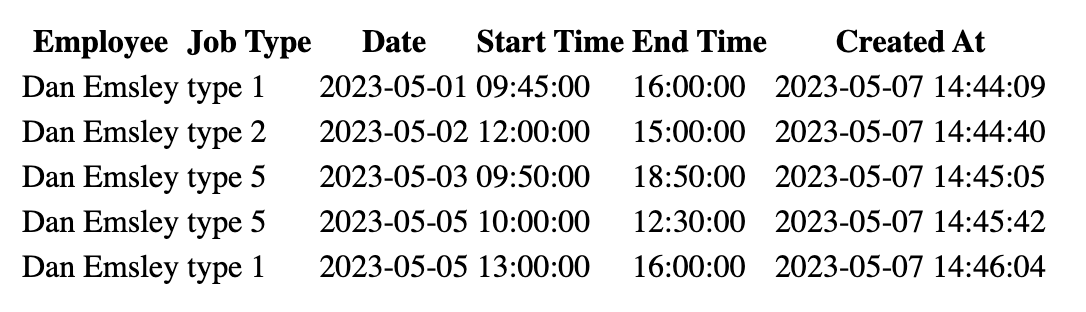 Employee Job Type Date Start Time End Time Created At
Dan Emsley type 1 2023-05-01 09:45:00 16:00:00 2023-05-07 14:44:09
Dan Emsley type 2 2023-05-02 12:00:00 15:00:00 2023-05-07 14:44:40
Dan Emsley type 5 2023-05-03 09:50:00 18:50:00 2023-05-07 14:45:05
Dan Emsley type 5 2023-05-05 10:00:00 12:30:00 2023-05-07 14:45:42
Dan Emsley type 1 2023-05-05 13:00:00 16:00:00 2023-05-07 14:46:04